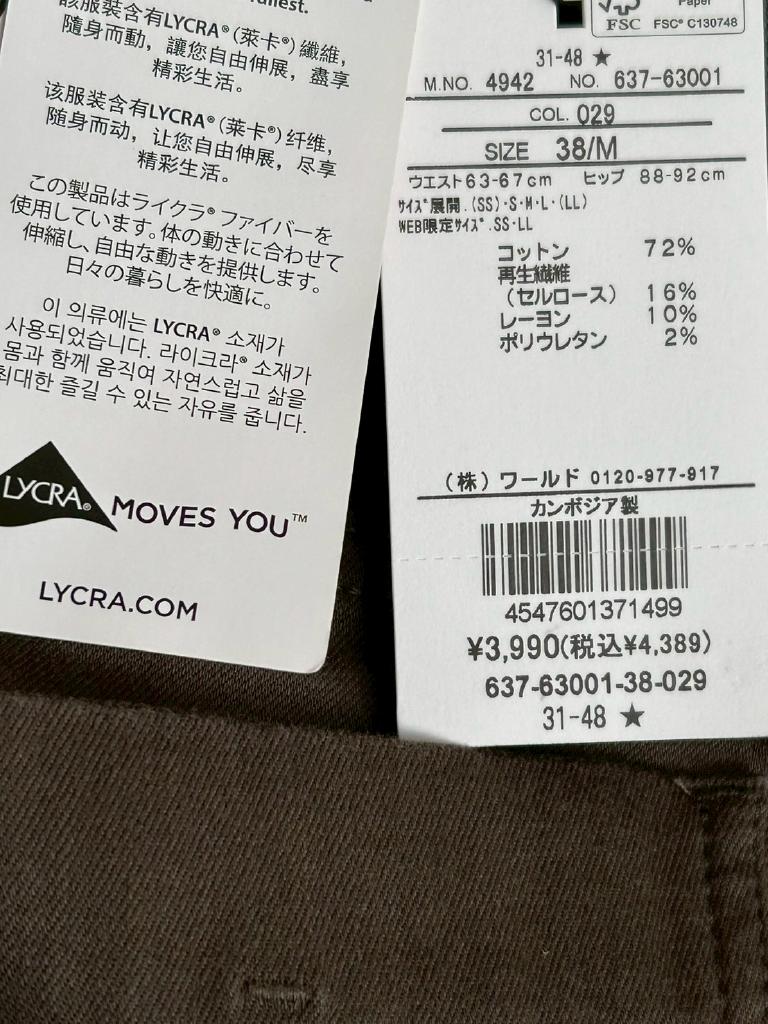 fullest.
该服裝含有LYCRA®(萊卡®)纖維,
隨身而動, 讓您自由伸展, 盡享
精彩生活。
该服装含有LYCRA®(萊卡®)纤维,
随身而动, 让您自由伸展, 尽享
精彩生活。
この製品はライクラ® ファイバーを
使用しています。体の動きに合わせて
伸縮し、自由な動きを提供します。
日々の暮らしを快適に。
이 의류에는 LYCRA® 소재가
사용되었습니다. 라이크라® 소재가
몸과 함께 움직여 자연스럽고 삶을
최대한 즐길 수 있는 자유를 줍니다.
LYCRA® MOVES YOU™
LYCRA.COM
Paper
FSC FSC® C130748
31-48 ★
M.NO. 4942 NO. 637-63001
COL. 029
SIZE 38/M
ウエスト63-67cm ヒップ 88-92cm
サイズ展開.(SS)·S·M·L·(LL)
WEB限定サイズ.SS·LL
コットン 72%
再生繊維
(セルロース) 16%
レーヨン 10%
ポリウレタン 2%
(株)ワールド 0120-977-917
カンボジア製
4547601371499
¥3,990(税込¥4,389)
637-63001-38-029
31-48 ★